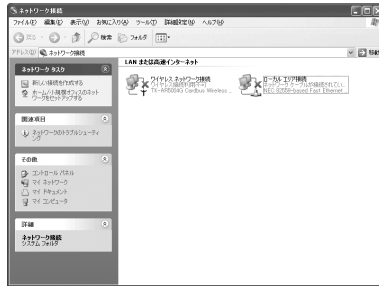 ネットワーク接続
ファイル(F) 編集(E) 表示(V) お気に入り(A) ツール(T) 詳細設定(N) ヘルプ(H)
戻る 検索 フォルダ
アドレス(D) ネットワーク接続 移動
ネットワーク タスク
新しい接続を作成する
ホーム/小規模オフィスのネット
ワークをセットアップする
関連項目
ネットワークのトラブルシューティ
ング
その他
コントロール パネル
マイ ネットワーク
マイ ドキュメント
マイ コンピュータ
詳細
ネットワーク接続
システム フォルダ
LAN または高速インターネット
ワイヤレス ネットワーク接続
ワイヤレス接続利用不可
Cardbus Wireless ...
ローカル エリア接続
ネットワーク ケーブルが接続されてい...
NEC 8255x-based Fast Ethernet ...